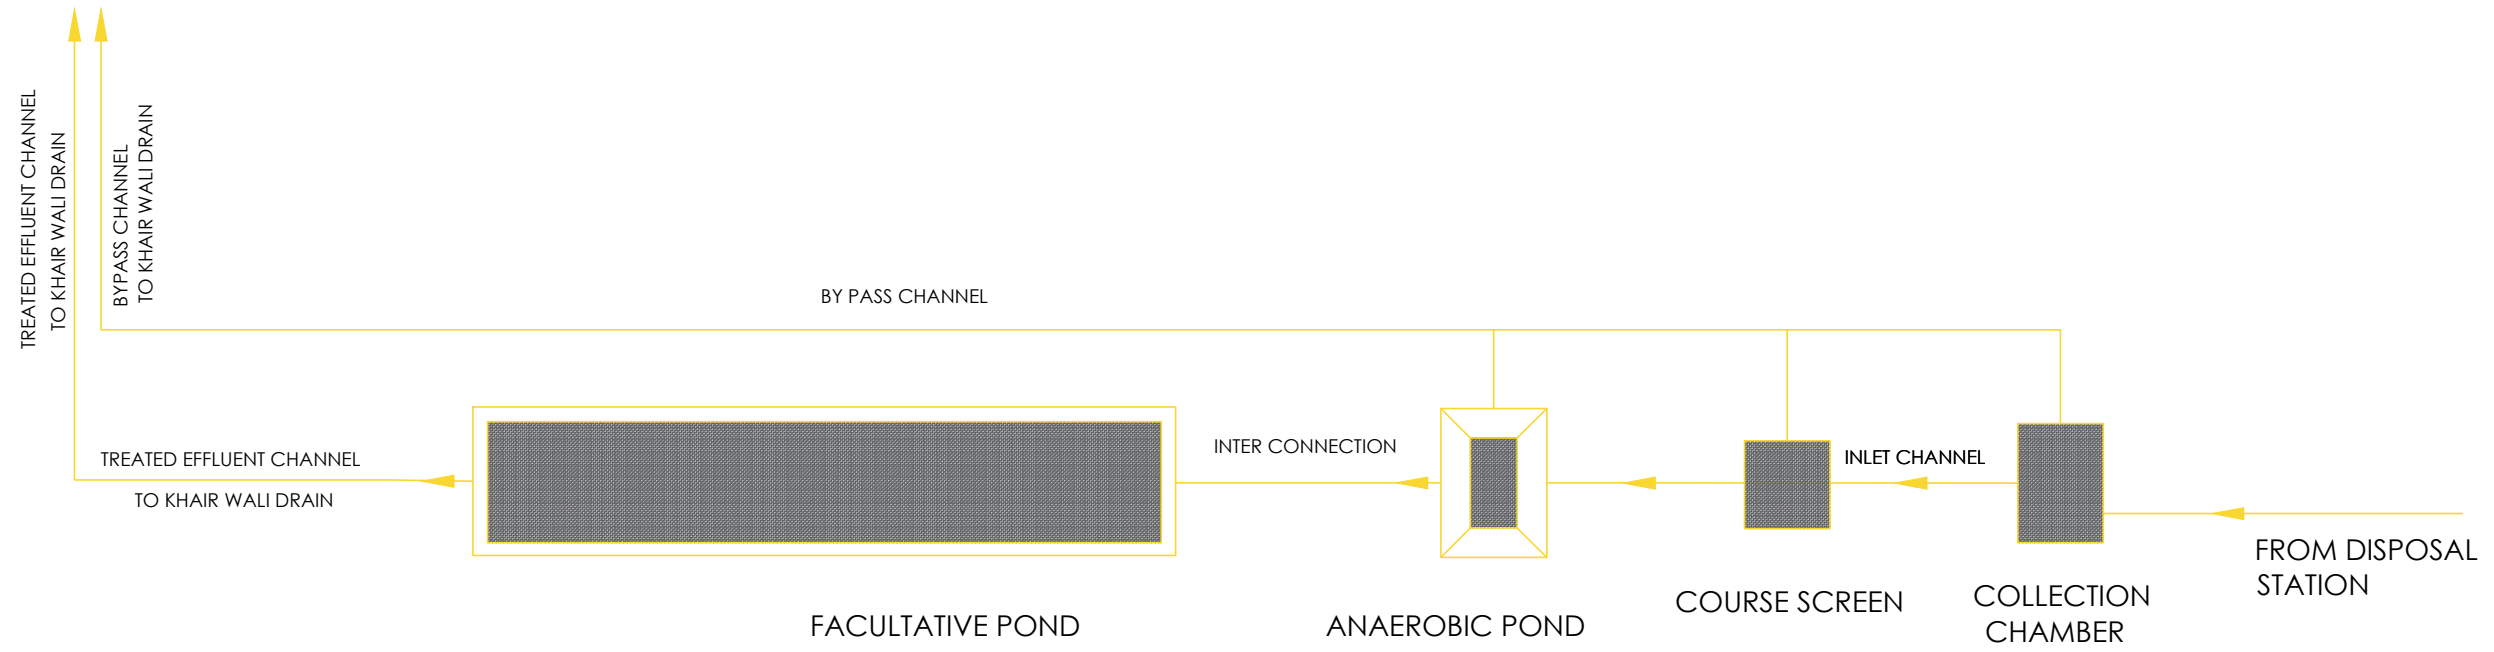 TREATED EFFLUENT CHANNEL
TO KHAIR WALI DRAIN
BYPASS CHANNEL
TO KHAIR WALI DRAIN
BY PASS CHANNEL
TREATED EFFLUENT CHANNEL
TO KHAIR WALI DRAIN
INTER CONNECTION
INLET CHANNEL
FROM DISPOSAL
STATION
FACULTATIVE POND
ANAEROBIC POND
COURSE SCREEN
COLLECTION
CHAMBER